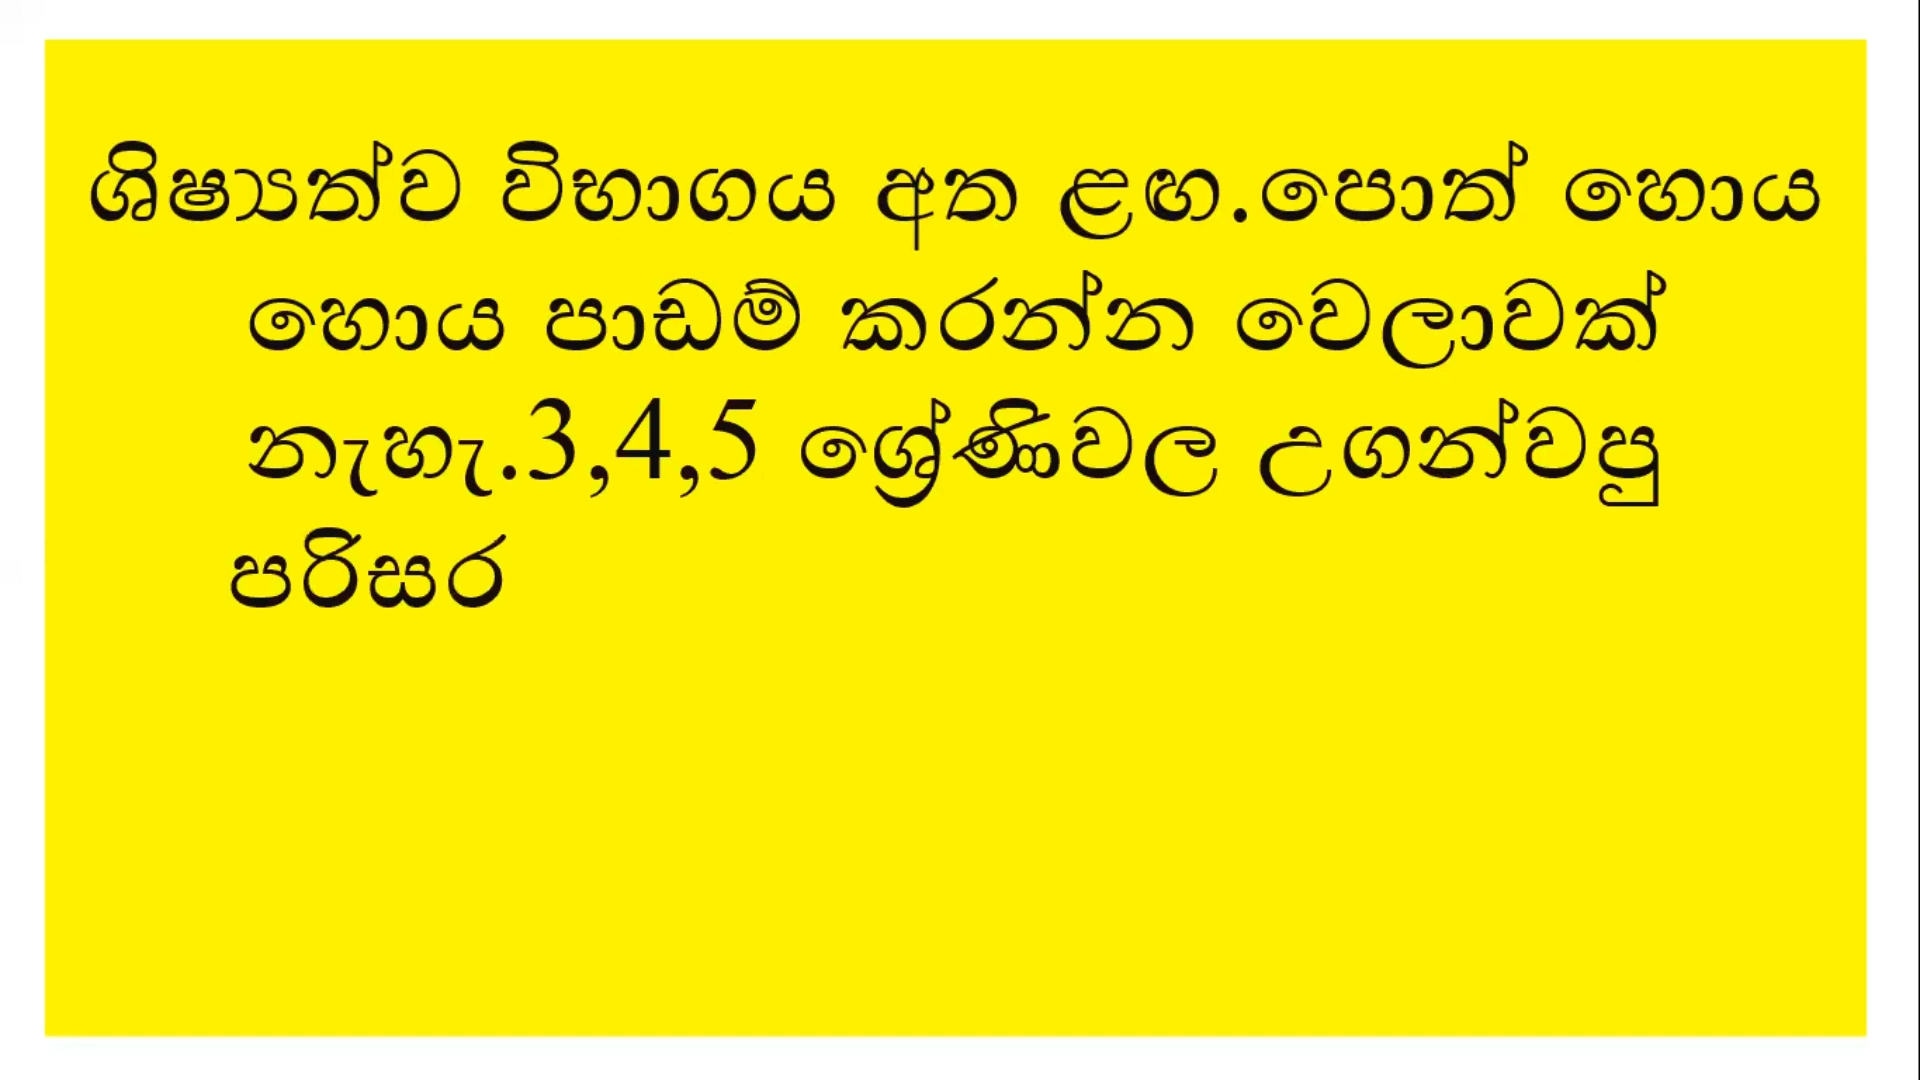 ශිෂ්‍යත්ව විභාගය අත ළඟ.පොත් හොය
හොය පාඩම් කරන්න වෙලාවක්
නැහැ.3,4,5 ශ්‍රේණිවල උගන්වපු
පරිසර